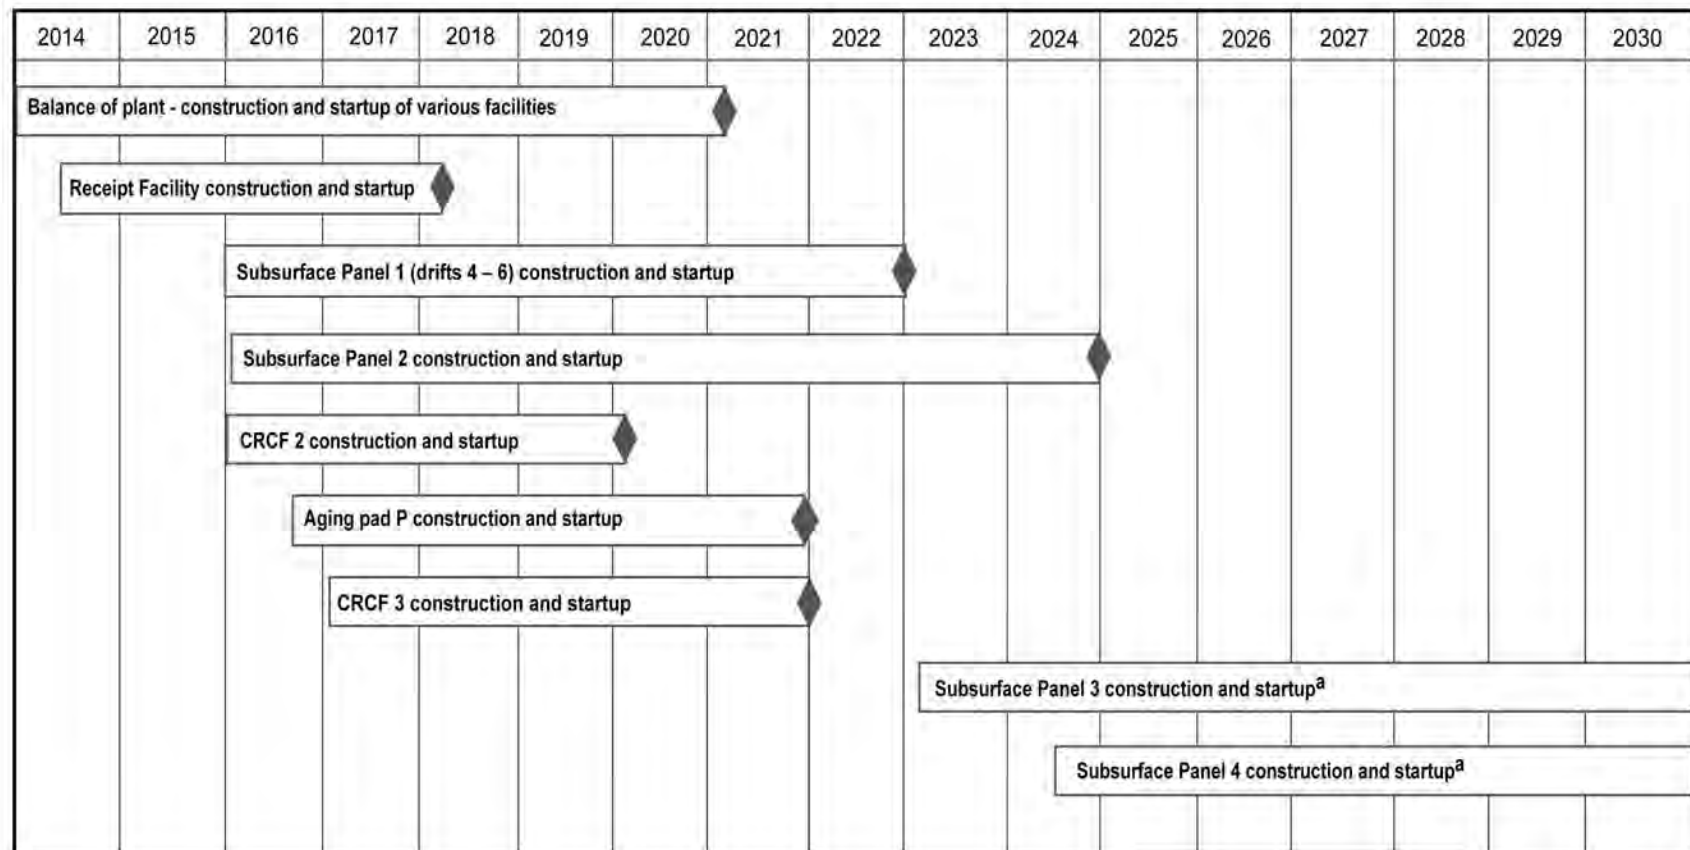 2014 2015 2016 2017 2018 2019 2020 2021 2022 2023 2024 2025 2026 2027 2028 2029 2030
Balance of plant - construction and startup of various facilities
Receipt Facility construction and startup
Subsurface Panel 1 (drifts 4 – 6) construction and startup
Subsurface Panel 2 construction and startup
CRCF 2 construction and startup
Aging pad P construction and startup
CRCF 3 construction and startup
Subsurface Panel 3 construction and startupᵃ
Subsurface Panel 4 construction and startupᵃ